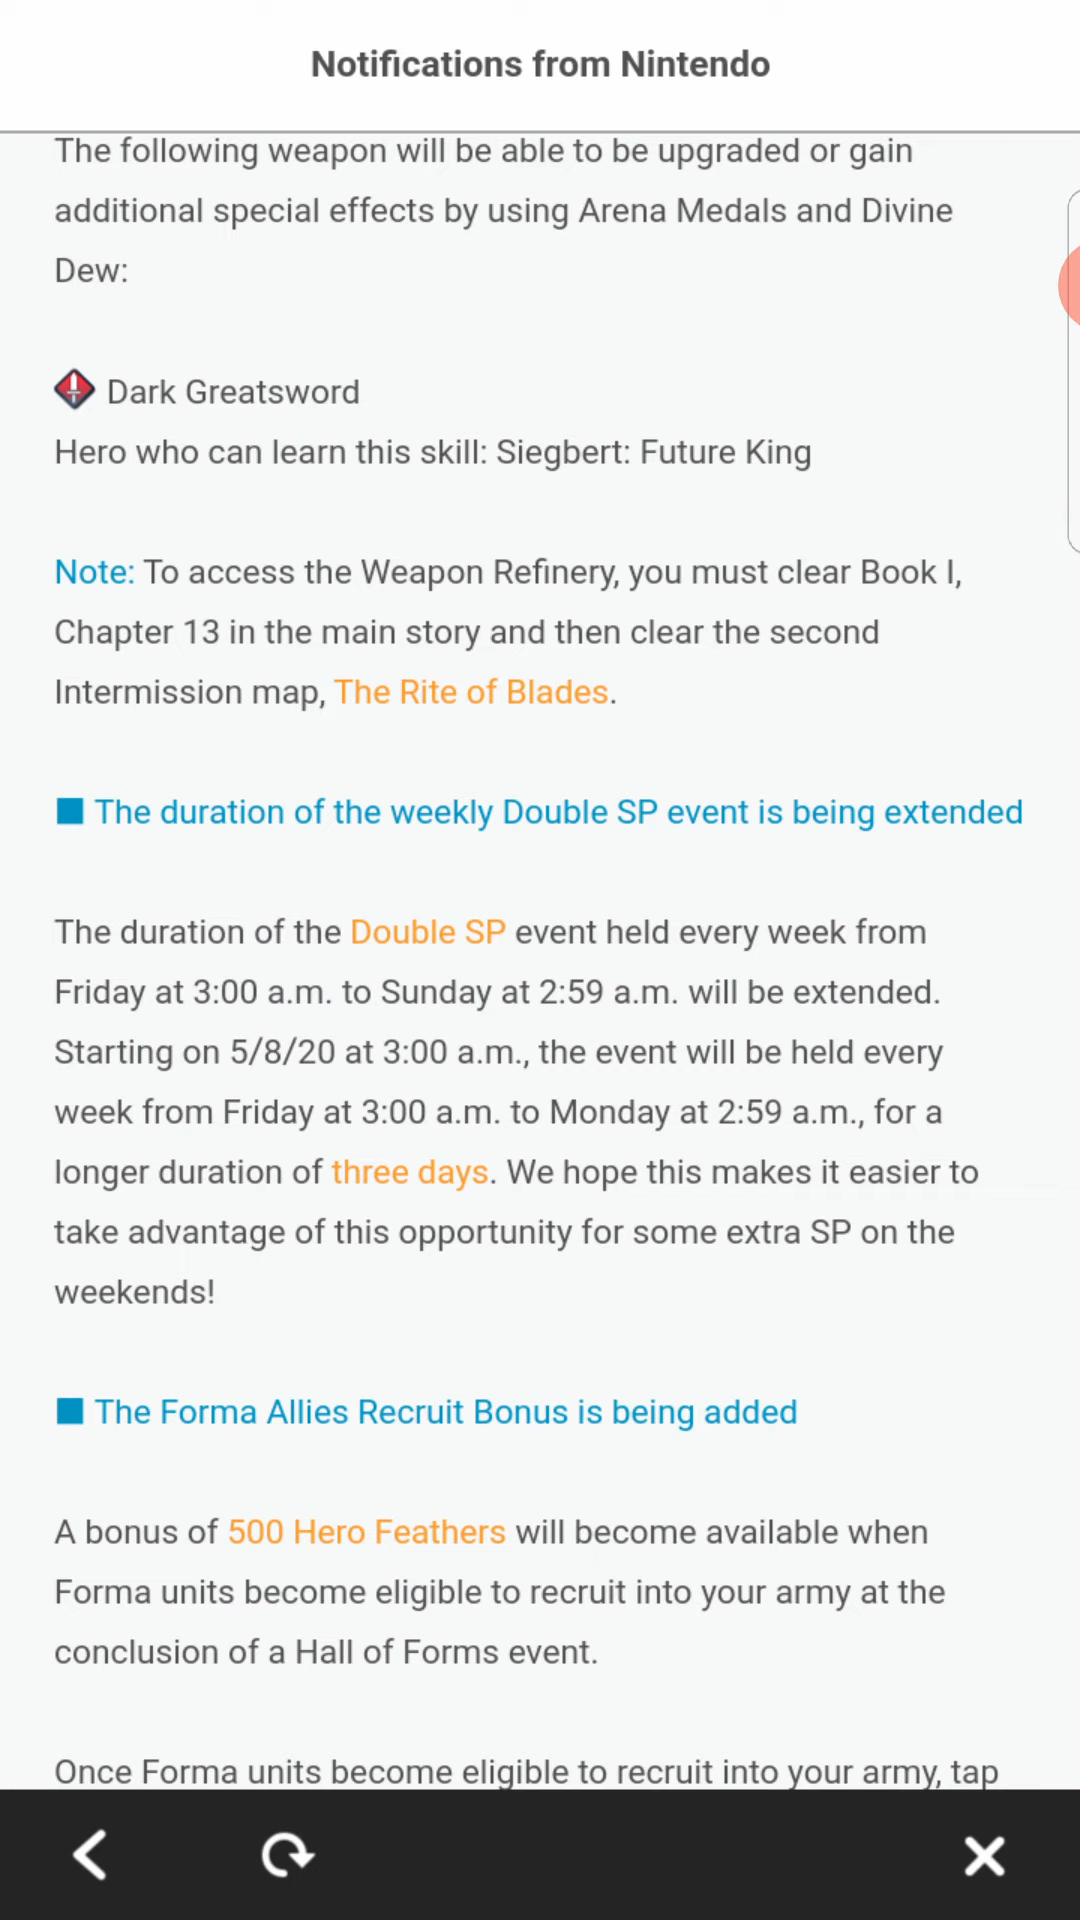 Notifications from Nintendo
The following weapon will be able to be upgraded or gain
additional special effects by using Arena Medals and Divine
Dew:
Dark Greatsword
Hero who can learn this skill: Siegbert: Future King
Note: To access the Weapon Refinery, you must clear Book I,
Chapter 13 in the main story and then clear the second
Intermission map, The Rite of Blades.
■ The duration of the weekly Double SP event is being extended
The duration of the Double SP event held every week from
Friday at 3:00 a.m. to Sunday at 2:59 a.m. will be extended.
Starting on 5/8/20 at 3:00 a.m., the event will be held every
week from Friday at 3:00 a.m. to Monday at 2:59 a.m., for a
longer duration of three days. We hope this makes it easier to
take advantage of this opportunity for some extra SP on the
weekends!
■ The Forma Allies Recruit Bonus is being added
A bonus of 500 Hero Feathers will become available when
Forma units become eligible to recruit into your army at the
conclusion of a Hall of Forms event.
Once Forma units become eligible to recruit into your army, tap